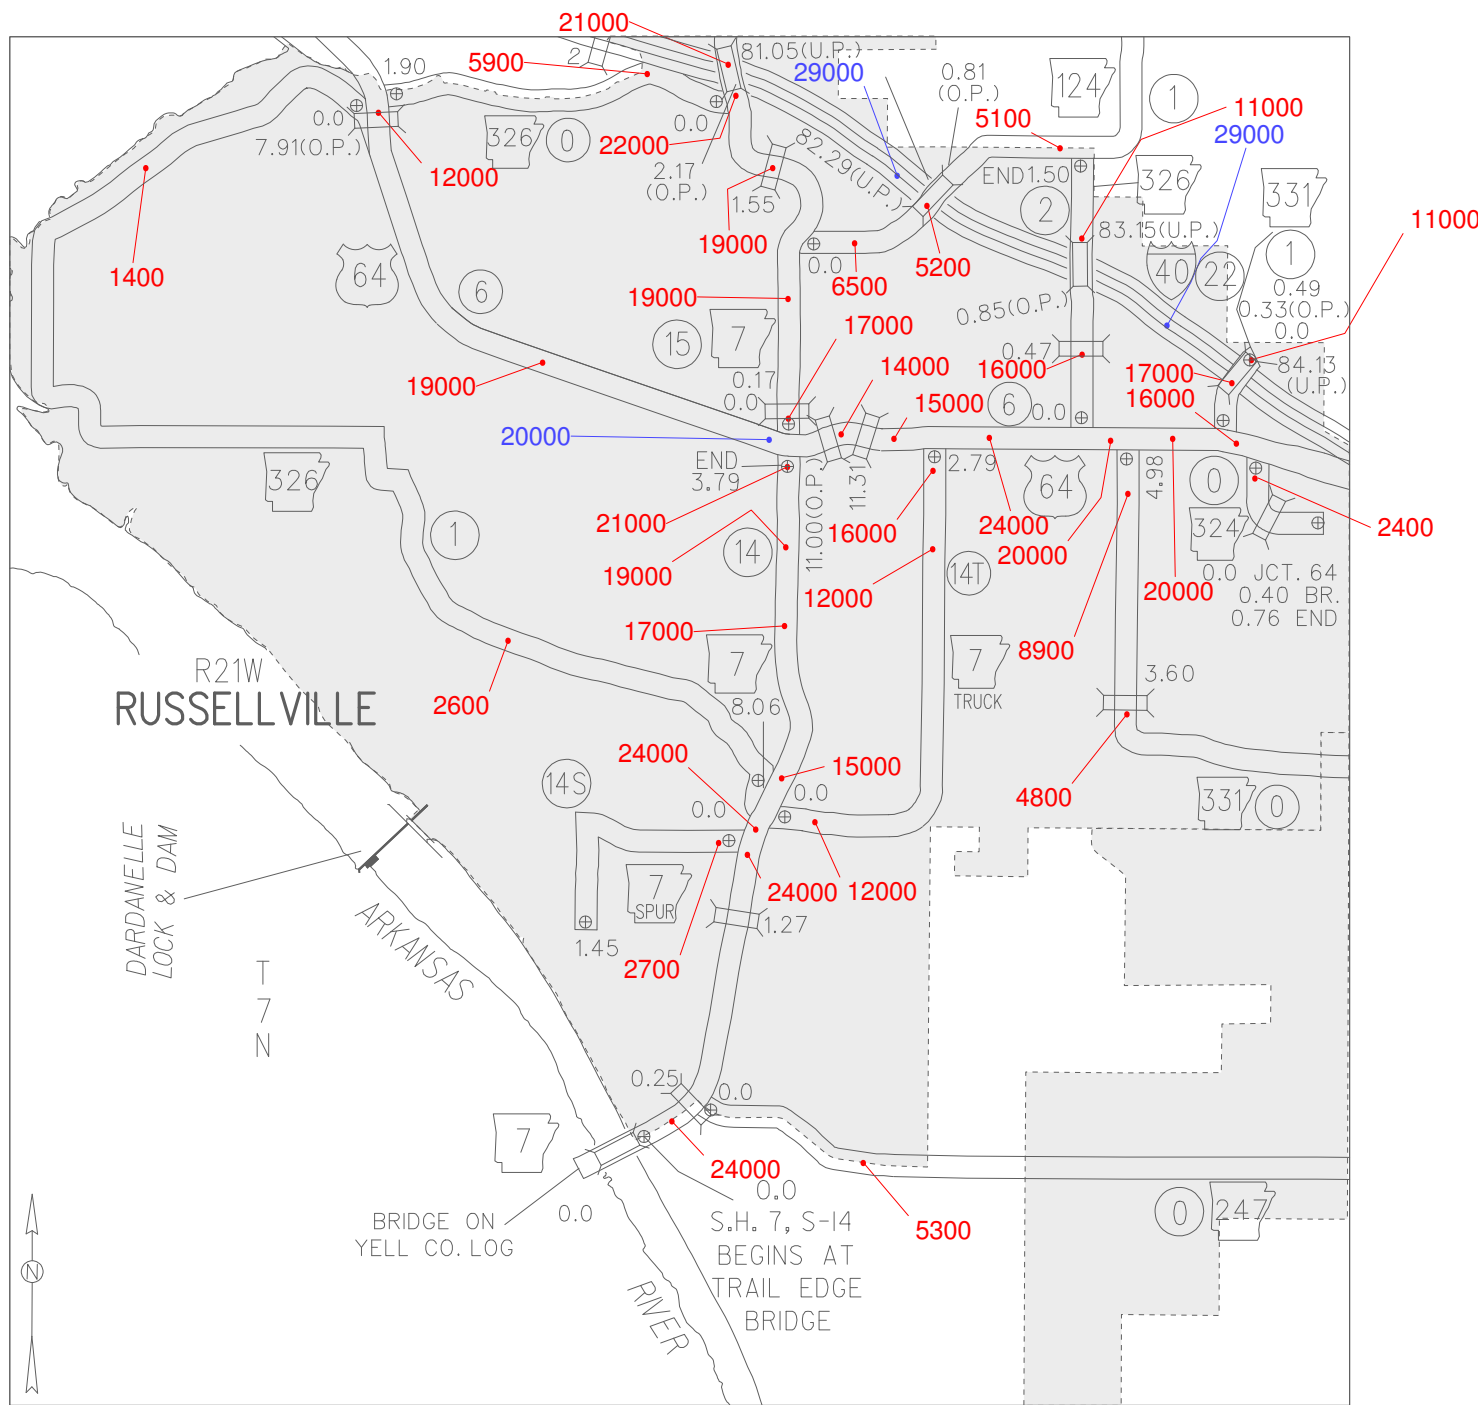 21000
81.05(U.P.)
2
5900
1.90
29000
0.81
(O.P.)
124
1
11000
5100
29000
0.0
7.91(O.P.)
326
0
0.0
22000
82.29(U.P.)
END1.50
326
331
12000
2.17
(O.P.)
1.55
2
11000
1400
19000
83.15(U.P.)
1
64
6
0.0
5200
40
22
6500
0.49
0.33(O.P.)
0.0
19000
0.85(O.P.)
15
7
17000
0.47
14000
16000
84.13
(U.P.)
17000
19000
0.17
0.0
15000
6
0.0
16000
20000
END
3.79
11.00(O.P.)
11.31
2.79
64
4.98
0
326
21000
16000
24000
20000
324
2400
1
14
19000
12000
14T
0.0 JCT. 64
0.40 BR.
0.76 END
20000
17000
8900
R21W
RUSSELLVILLE
2600
7
7
TRUCK
3.60
8.06
24000
15000
14S
0.0
0.0
4800
331
0
DARDANELLE
LOCK & DAM
7
SPUR
24000
12000
1.27
1.45
2700
ARKANSAS
T
7
N
0.25
0.0
7
24000
0.0
0.0
S.H. 7, S-14
BEGINS AT
TRAIL EDGE
BRIDGE
BRIDGE ON
YELL CO. LOG
5300
0
247
N
RIVER